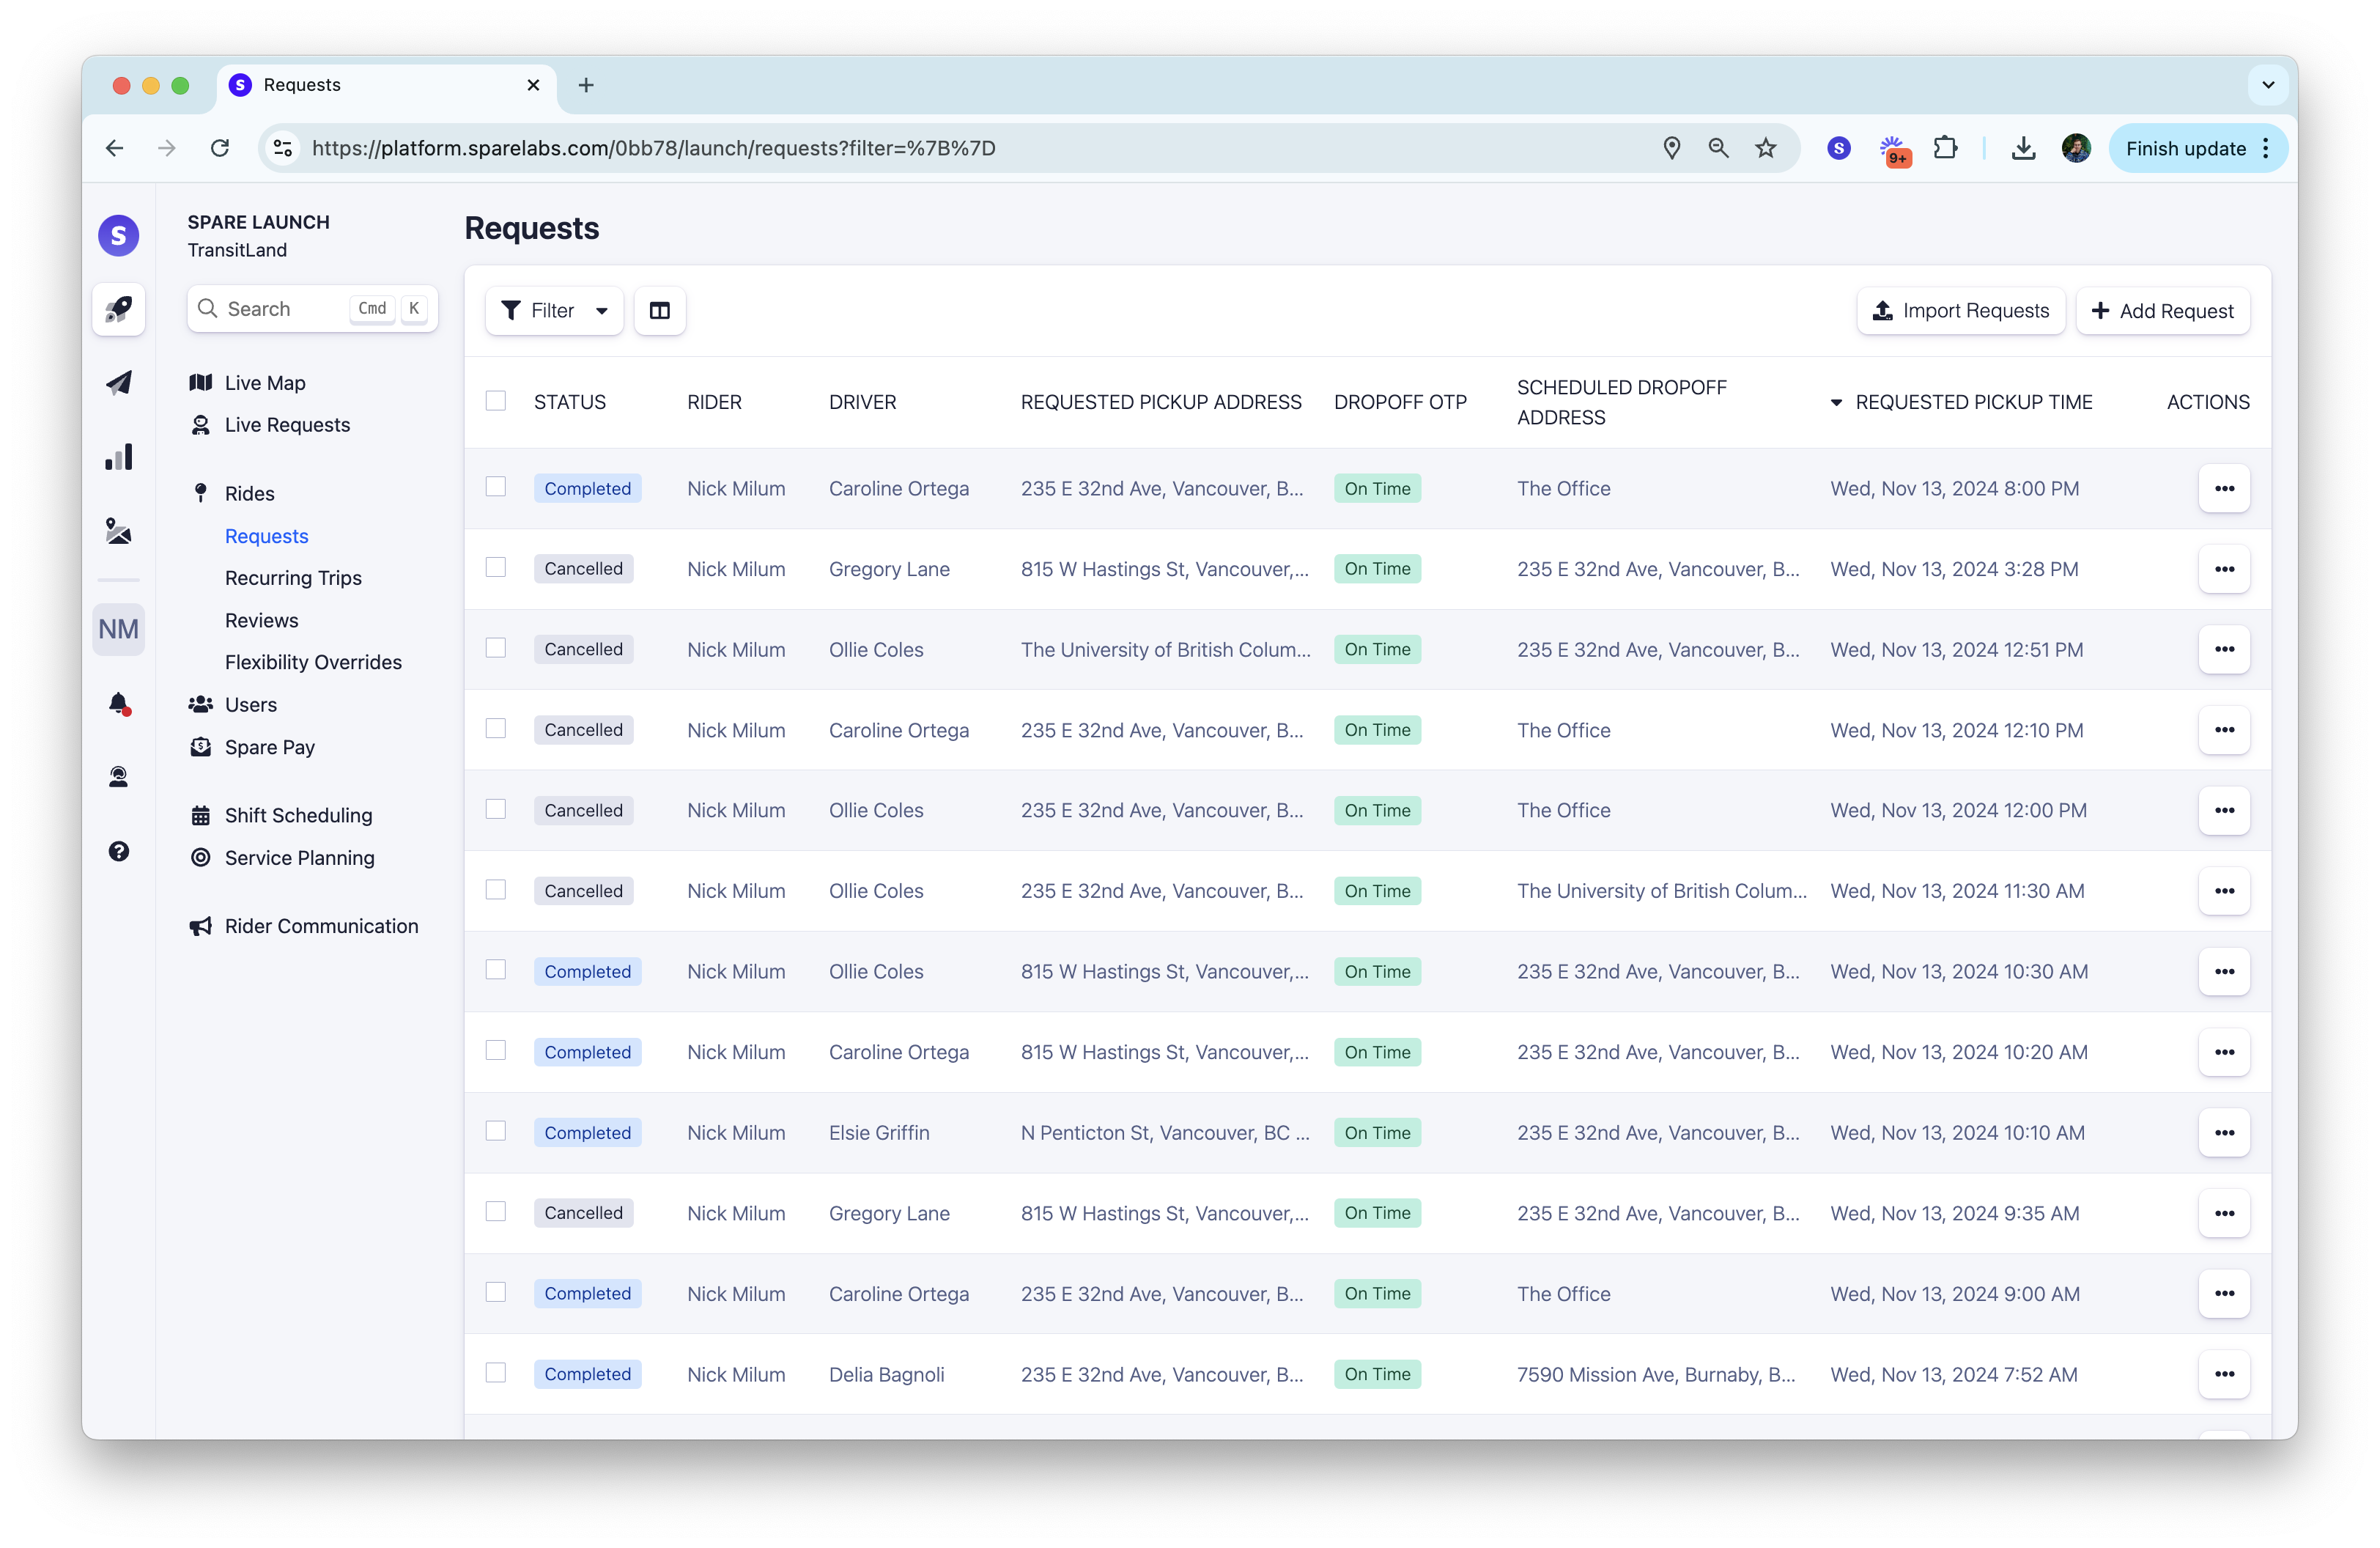 S Requests
https://platform.sparelabs.com/0bb78/launch/requests?filter=%7B%7D
S
9+
Finish update
S
SPARE LAUNCH
TransitLand
Search Cmd K
Live Map
Live Requests
Rides
Requests
Recurring Trips
Reviews
Flexibility Overrides
Users
Spare Pay
Shift Scheduling
Service Planning
Rider Communication
NM
Requests
Filter
Import Requests
Add Request
STATUS RIDER DRIVER REQUESTED PICKUP ADDRESS DROPOFF OTP SCHEDULED DROPOFF ADDRESS REQUESTED PICKUP TIME ACTIONS
Completed Nick Milum Caroline Ortega 235 E 32nd Ave, Vancouver, B... On Time The Office Wed, Nov 13, 2024 8:00 PM
Cancelled Nick Milum Gregory Lane 815 W Hastings St, Vancouver,... On Time 235 E 32nd Ave, Vancouver, B... Wed, Nov 13, 2024 3:28 PM
Cancelled Nick Milum Ollie Coles The University of British Colum... On Time 235 E 32nd Ave, Vancouver, B... Wed, Nov 13, 2024 12:51 PM
Cancelled Nick Milum Caroline Ortega 235 E 32nd Ave, Vancouver, B... On Time The Office Wed, Nov 13, 2024 12:10 PM
Cancelled Nick Milum Ollie Coles 235 E 32nd Ave, Vancouver, B... On Time The Office Wed, Nov 13, 2024 12:00 PM
Cancelled Nick Milum Ollie Coles 235 E 32nd Ave, Vancouver, B... On Time The University of British Colum... Wed, Nov 13, 2024 11:30 AM
Completed Nick Milum Ollie Coles 815 W Hastings St, Vancouver,... On Time 235 E 32nd Ave, Vancouver, B... Wed, Nov 13, 2024 10:30 AM
Completed Nick Milum Caroline Ortega 815 W Hastings St, Vancouver,... On Time 235 E 32nd Ave, Vancouver, B... Wed, Nov 13, 2024 10:20 AM
Completed Nick Milum Elsie Griffin N Penticton St, Vancouver, BC ... On Time 235 E 32nd Ave, Vancouver, B... Wed, Nov 13, 2024 10:10 AM
Cancelled Nick Milum Gregory Lane 815 W Hastings St, Vancouver,... On Time 235 E 32nd Ave, Vancouver, B... Wed, Nov 13, 2024 9:35 AM
Completed Nick Milum Caroline Ortega 235 E 32nd Ave, Vancouver, B... On Time The Office Wed, Nov 13, 2024 9:00 AM
Completed Nick Milum Delia Bagnoli 235 E 32nd Ave, Vancouver, B... On Time 7590 Mission Ave, Burnaby, B... Wed, Nov 13, 2024 7:52 AM